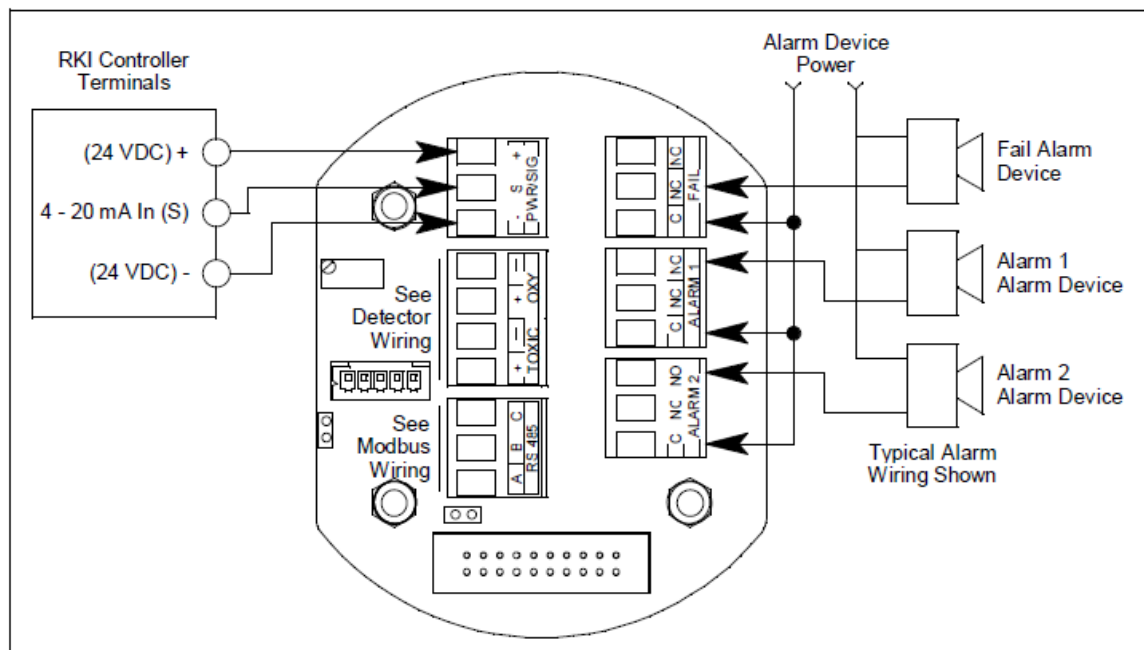 RKI Controller
Terminals
(24 VDC) +
4 - 20 mA In (S)
(24 VDC) -
+
S
-
PWR/SIG
See
Detector
Wiring
—
+
OXY
—
+
TOXIC
See
Modbus
Wiring
C
B
A
RS 485
NC
NC
C
FAIL
NC
NC
C
ALARM 1
NO
NC
C
ALARM 2
Alarm Device
Power
Fail Alarm
Device
Alarm 1
Alarm Device
Alarm 2
Alarm Device
Typical Alarm
Wiring Shown